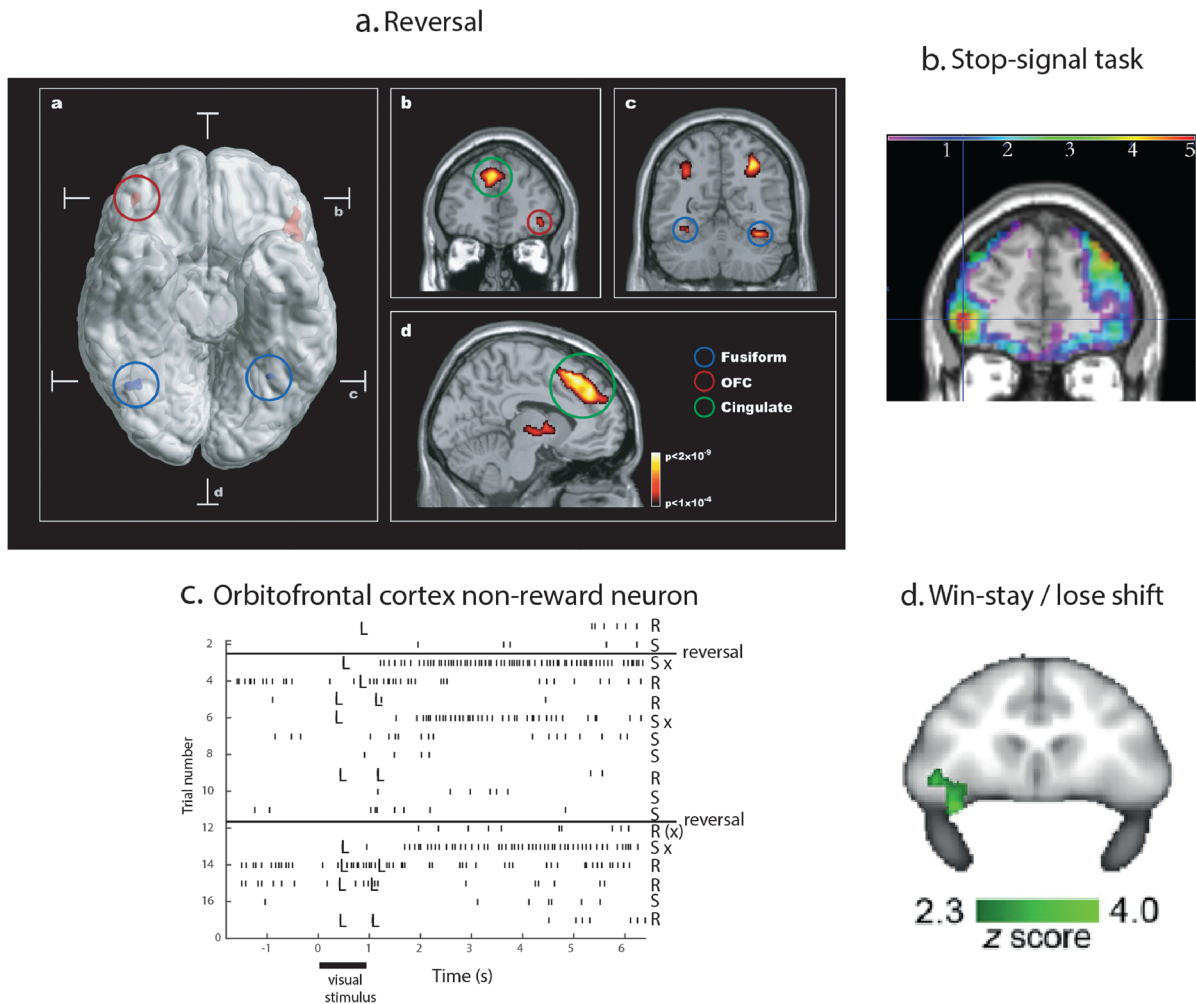 a. Reversal
b. Stop-signal task
a
b
c
b
c
d
d
Fusiform
OFC
Cingulate
p<2x10-9
p<1x10-4
1 2 3 4 5
c. Orbitofrontal cortex non-reward neuron
L R
2 S
reversal
L S x
4 L R
L L R
6 L S x
S
8 S
L L R
10 S
S
reversal
12 R (x)
L S x
14 L L R
L L R
16 S
L L R
0
-1 0 1 2 3 4 5 6
Trial number
Time (s)
visual
stimulus
d. Win-stay / lose shift
2.3 4.0
z score